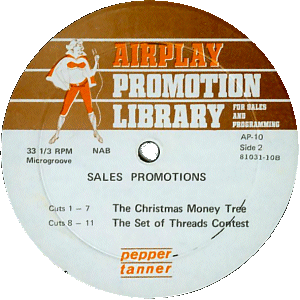 AIRPLAY
PROMOTION
LIBRARY FOR SALES AND PROGRAMMING
33 1/3 RPM NAB AP-10
Microgroove Side 2
81031-10B
SALES PROMOTIONS
Cuts 1 - 7 The Christmas Money Tree
Cuts 8 - 11 The Set of Threads Contest
pepper
tanner